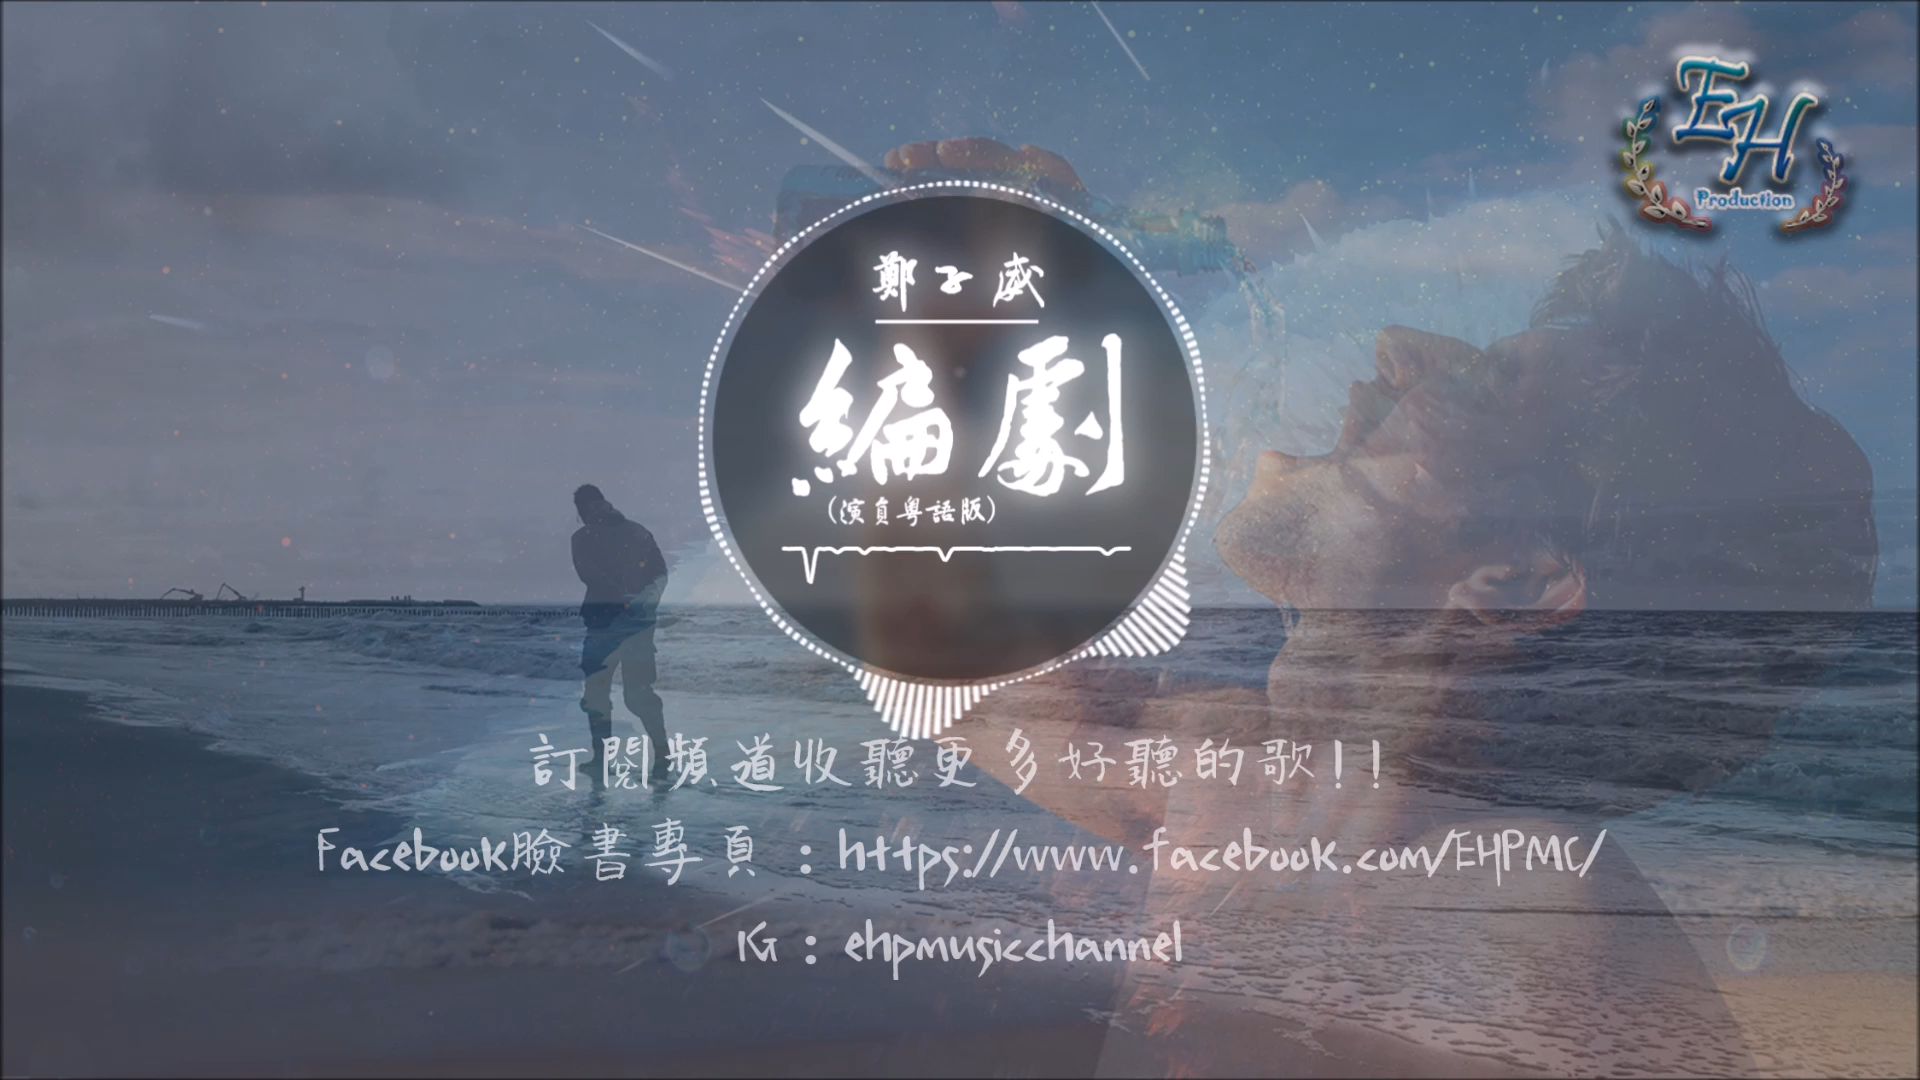 EH
Production
鄭子威
編劇
(演員粵語版)
訂閱頻道收聽更多好聽的歌!!
Facebook臉書專頁:https://www.facebook.com/EHPMC/
IG:ehpmusicchannel